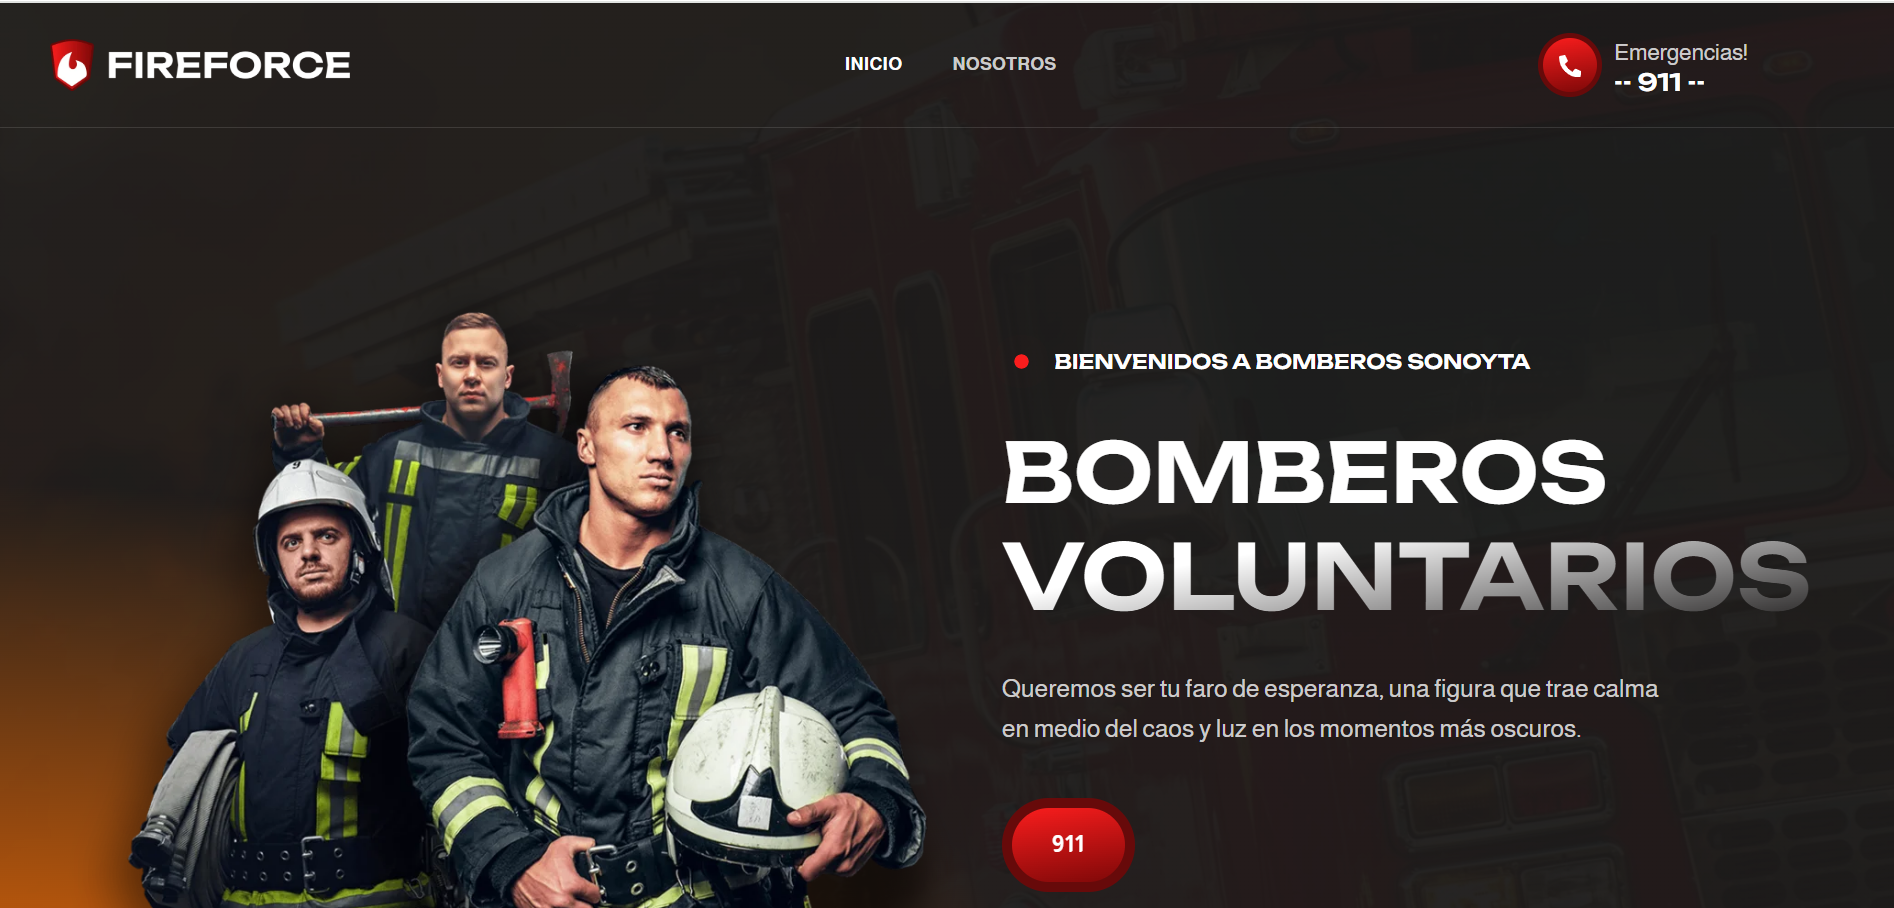 FIREFORCE
INICIO
NOSOTROS
Emergencias!
-- 911 --
9
BIENVENIDOS A BOMBEROS SONOYTA
BOMBEROS
VOLUNTARIOS
Queremos ser tu faro de esperanza, una figura que trae calma
en medio del caos y luz en los momentos más oscuros.
911